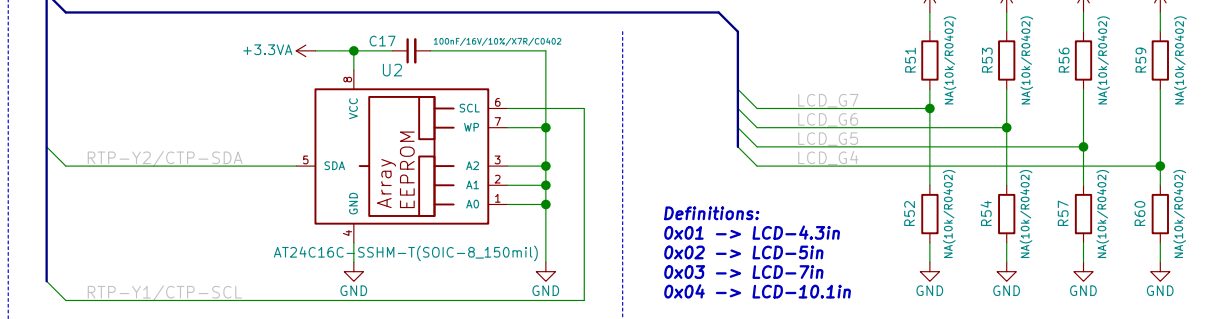 +3.3VA
C17
100nF/16V/10%/X7R/C0402
U2
8
VCC
SCL
6
WP
7
RTP-Y2/CTP-SDA
5
SDA
Array
EEPROM
A2
3
A1
2
A0
1
GND
4
AT24C16C-SSHM-T(SOIC-8_150mil)
RTP-Y1/CTP-SCL
GND
GND
R51
NA(10k/R0402)
R53
NA(10k/R0402)
R56
NA(10k/R0402)
R59
NA(10k/R0402)
LCD_G7
LCD_G6
LCD_G5
LCD_G4
R52
NA(10k/R0402)
R54
NA(10k/R0402)
R57
NA(10k/R0402)
R60
NA(10k/R0402)
GND
GND
GND
GND
Definitions:
0x01 -> LCD-4.3in
0x02 -> LCD-5in
0x03 -> LCD-7in
0x04 -> LCD-10.1in